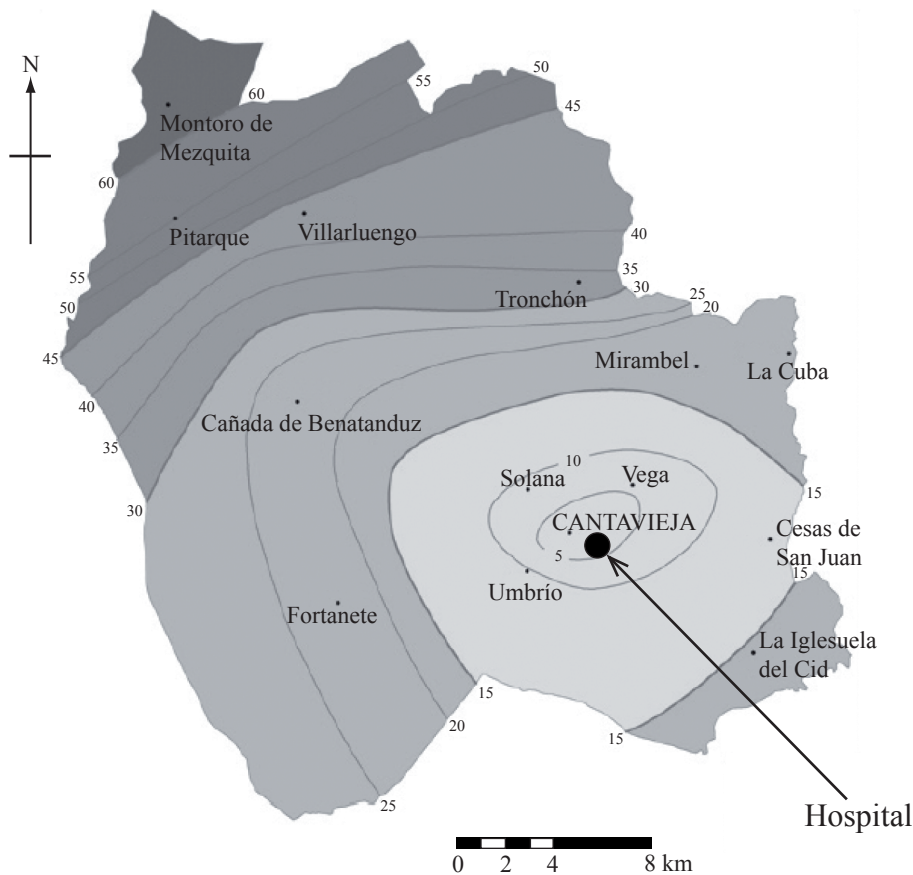 N
60
55
50
45
Montoro de
Mezquita
60
Pitarque
Villarluengo
40
55
35
50
Tronchón
30
25
20
45
Mirambel
La Cuba
40
Cañada de Benatanduz
35
10
Solana
Vega
15
30
CANTAVIEJA
Cesas de
San Juan
5
15
Umbrío
Fortanete
La Iglesuela
del Cid
15
20
15
25
Hospital
0 2 4 8 km